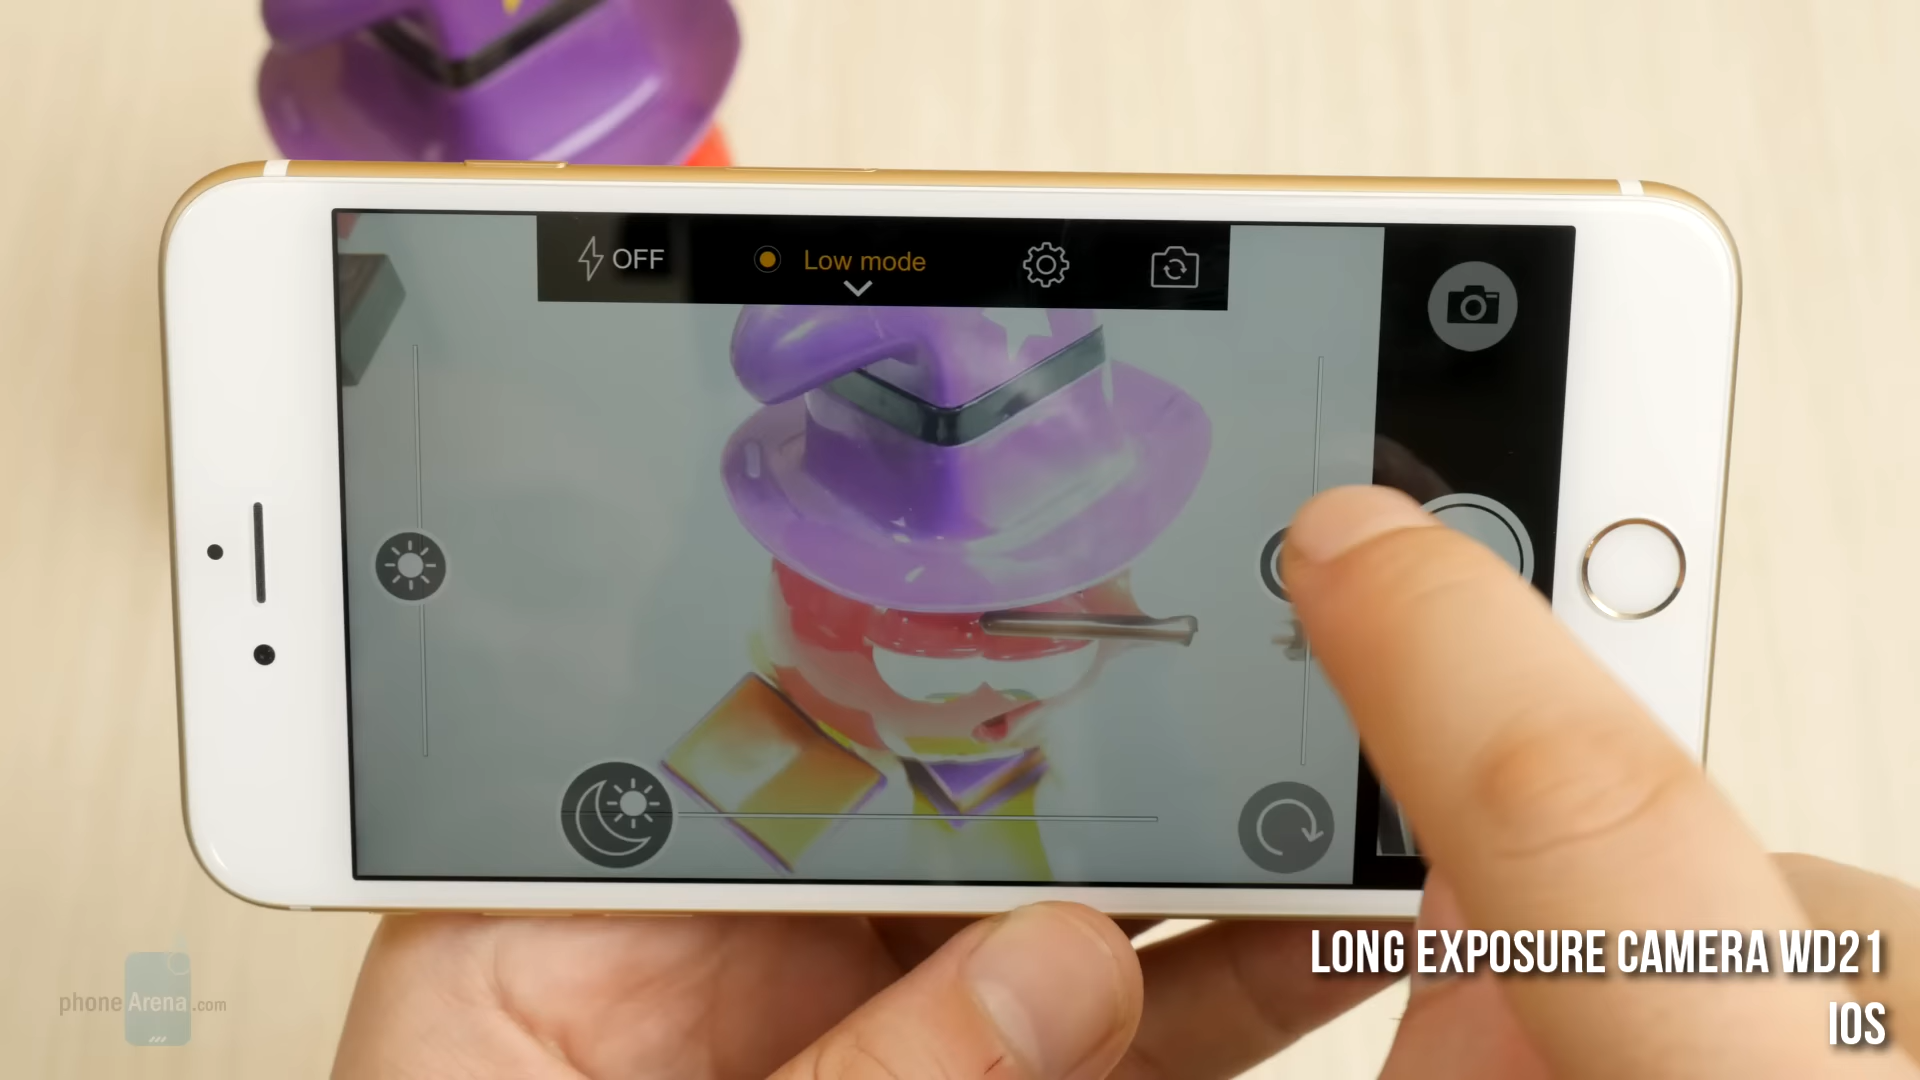 OFF
Low mode
LONG EXPOSURE CAMERA WD21
IOS
phoneArena.com